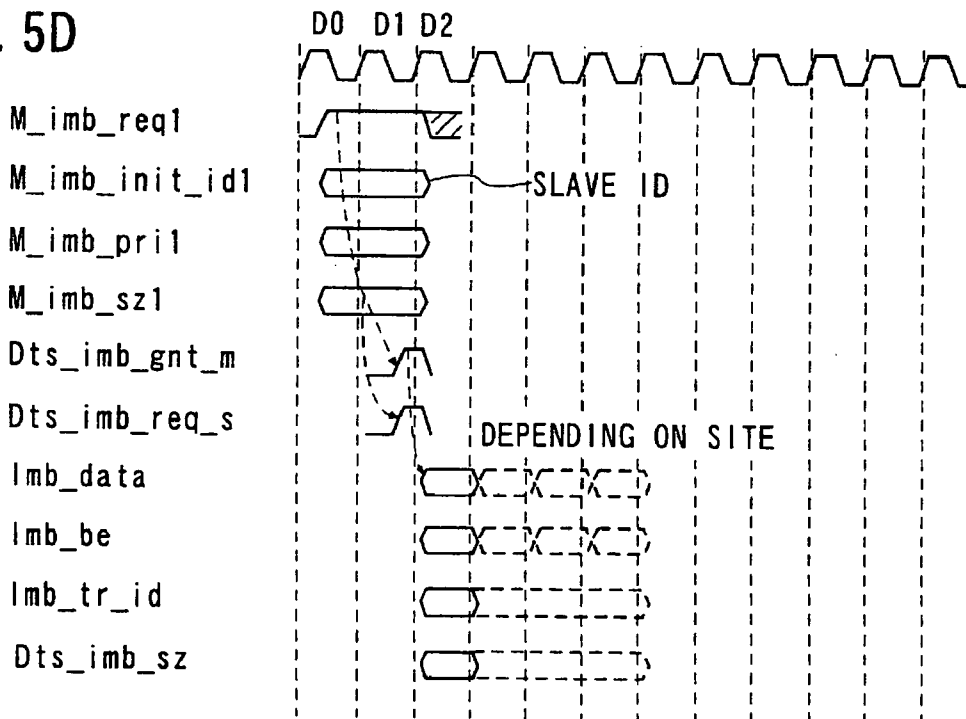 . 5D
D0 D1 D2
M_imb_req1
M_imb_init_id1
SLAVE ID
M_imb_pri1
M_imb_sz1
Dts_imb_gnt_m
Dts_imb_req_s
DEPENDING ON SITE
Imb_data
Imb_be
Imb_tr_id
Dts_imb_sz